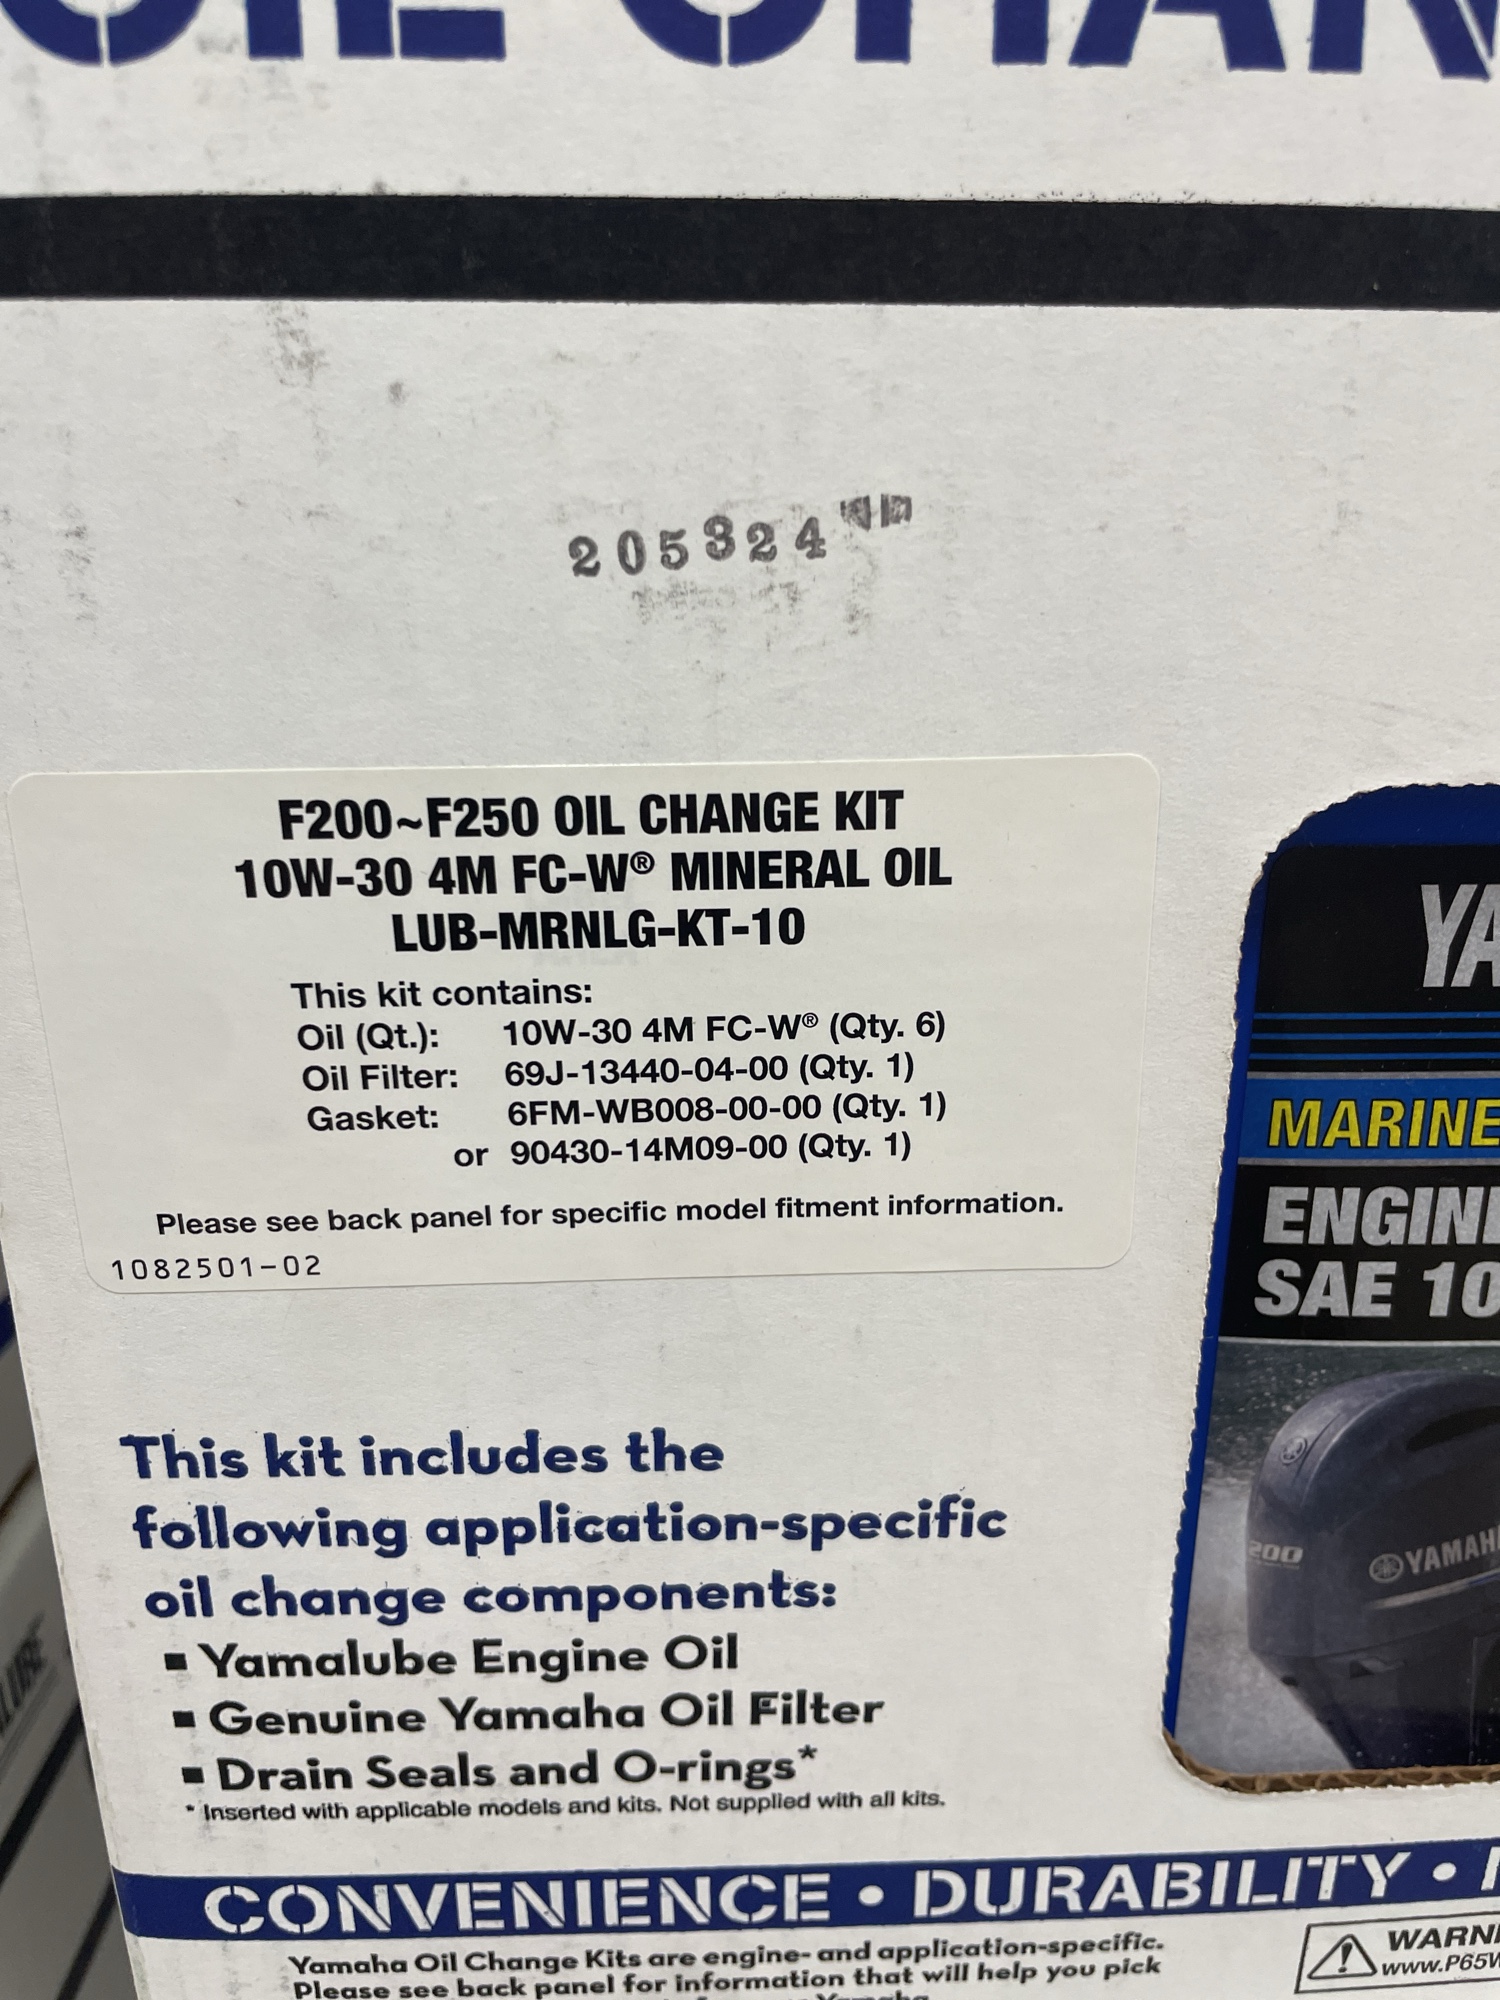 OIL CHAN
205324
F200~F250 OIL CHANGE KIT
10W-30 4M FC-W® MINERAL OIL
LUB-MRNLG-KT-10
This kit contains:
Oil (Qt.): 10W-30 4M FC-W® (Qty. 6)
Oil Filter: 69J-13440-04-00 (Qty. 1)
Gasket: 6FM-WB008-00-00 (Qty. 1)
or 90430-14M09-00 (Qty. 1)
Please see back panel for specific model fitment information.
1082501-02
YA
MARINE
ENGIN
SAE 10
200
YAMAH
This kit includes the
following application-specific
oil change components:
▪ Yamalube Engine Oil
▪ Genuine Yamaha Oil Filter
▪ Drain Seals and O-rings*
* Inserted with applicable models and kits. Not supplied with all kits.
CONVENIENCE • DURABILITY •
Yamaha Oil Change Kits are engine- and application-specific.
Please see back panel for information that will help you pick
WARNI
www.P65W